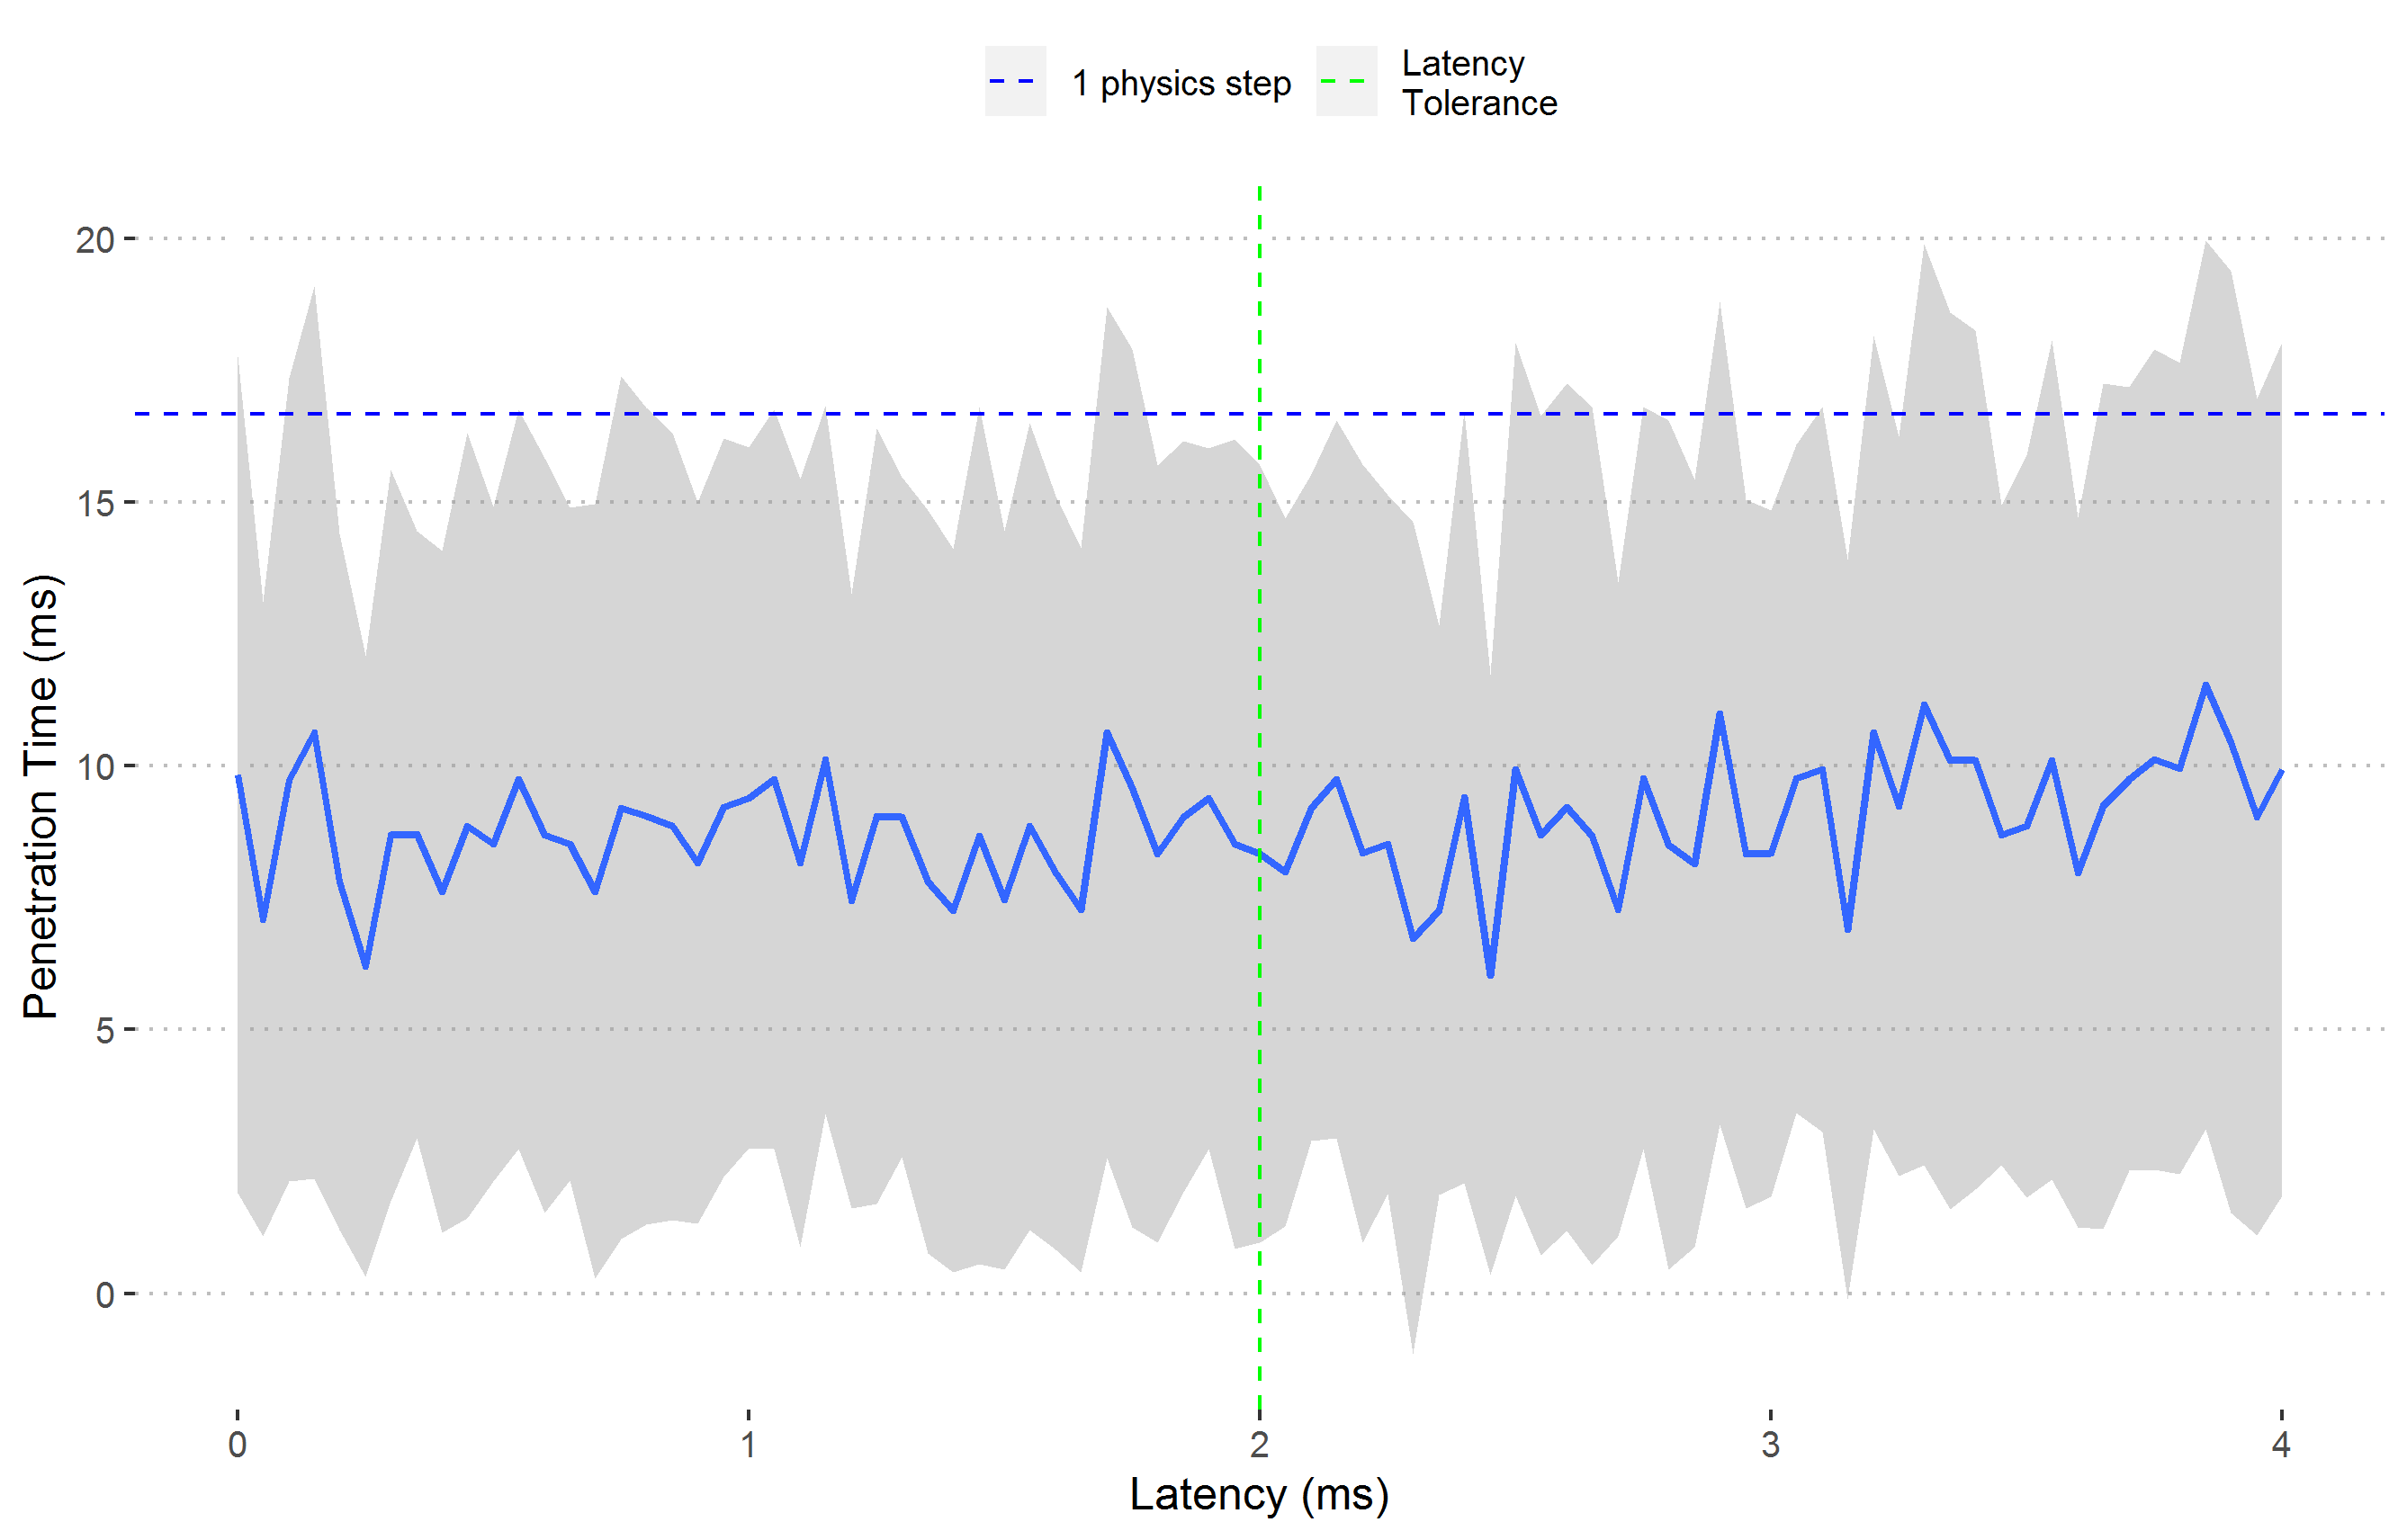 1 physics step
Latency
Tolerance
20
15
10
5
0
Penetration Time (ms)
0 1 2 3 4
Latency (ms)